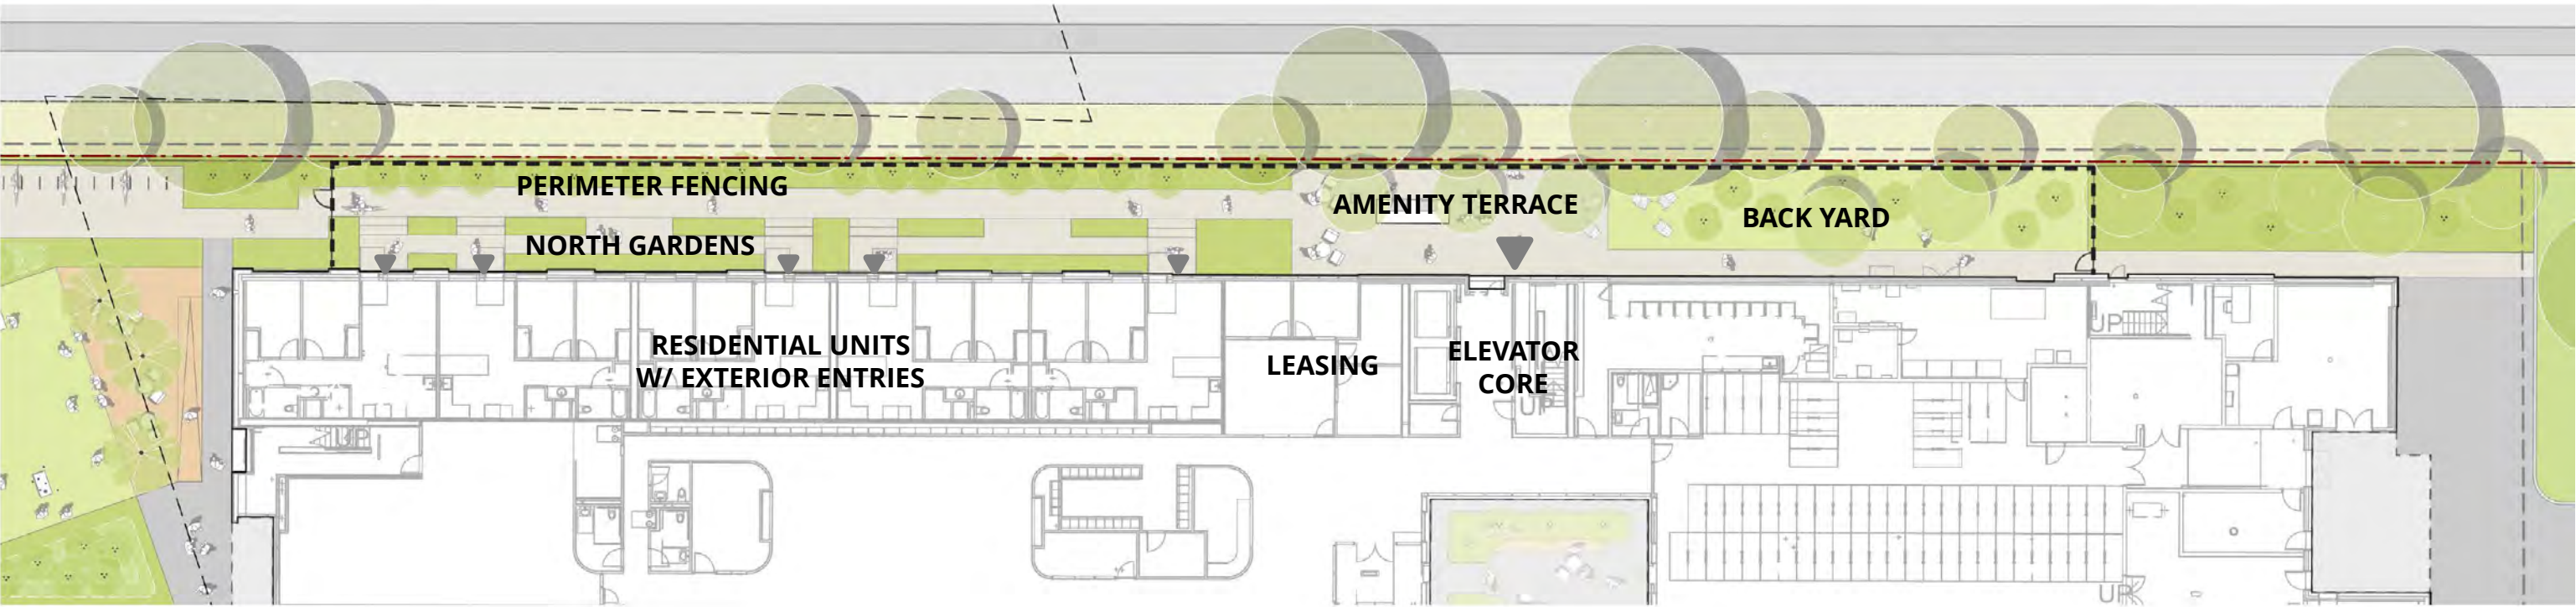 PERIMETER FENCING
AMENITY TERRACE
BACK YARD
NORTH GARDENS
RESIDENTIAL UNITS
W/ EXTERIOR ENTRIES
LEASING
ELEVATOR
CORE
UP
UP
UP
UP